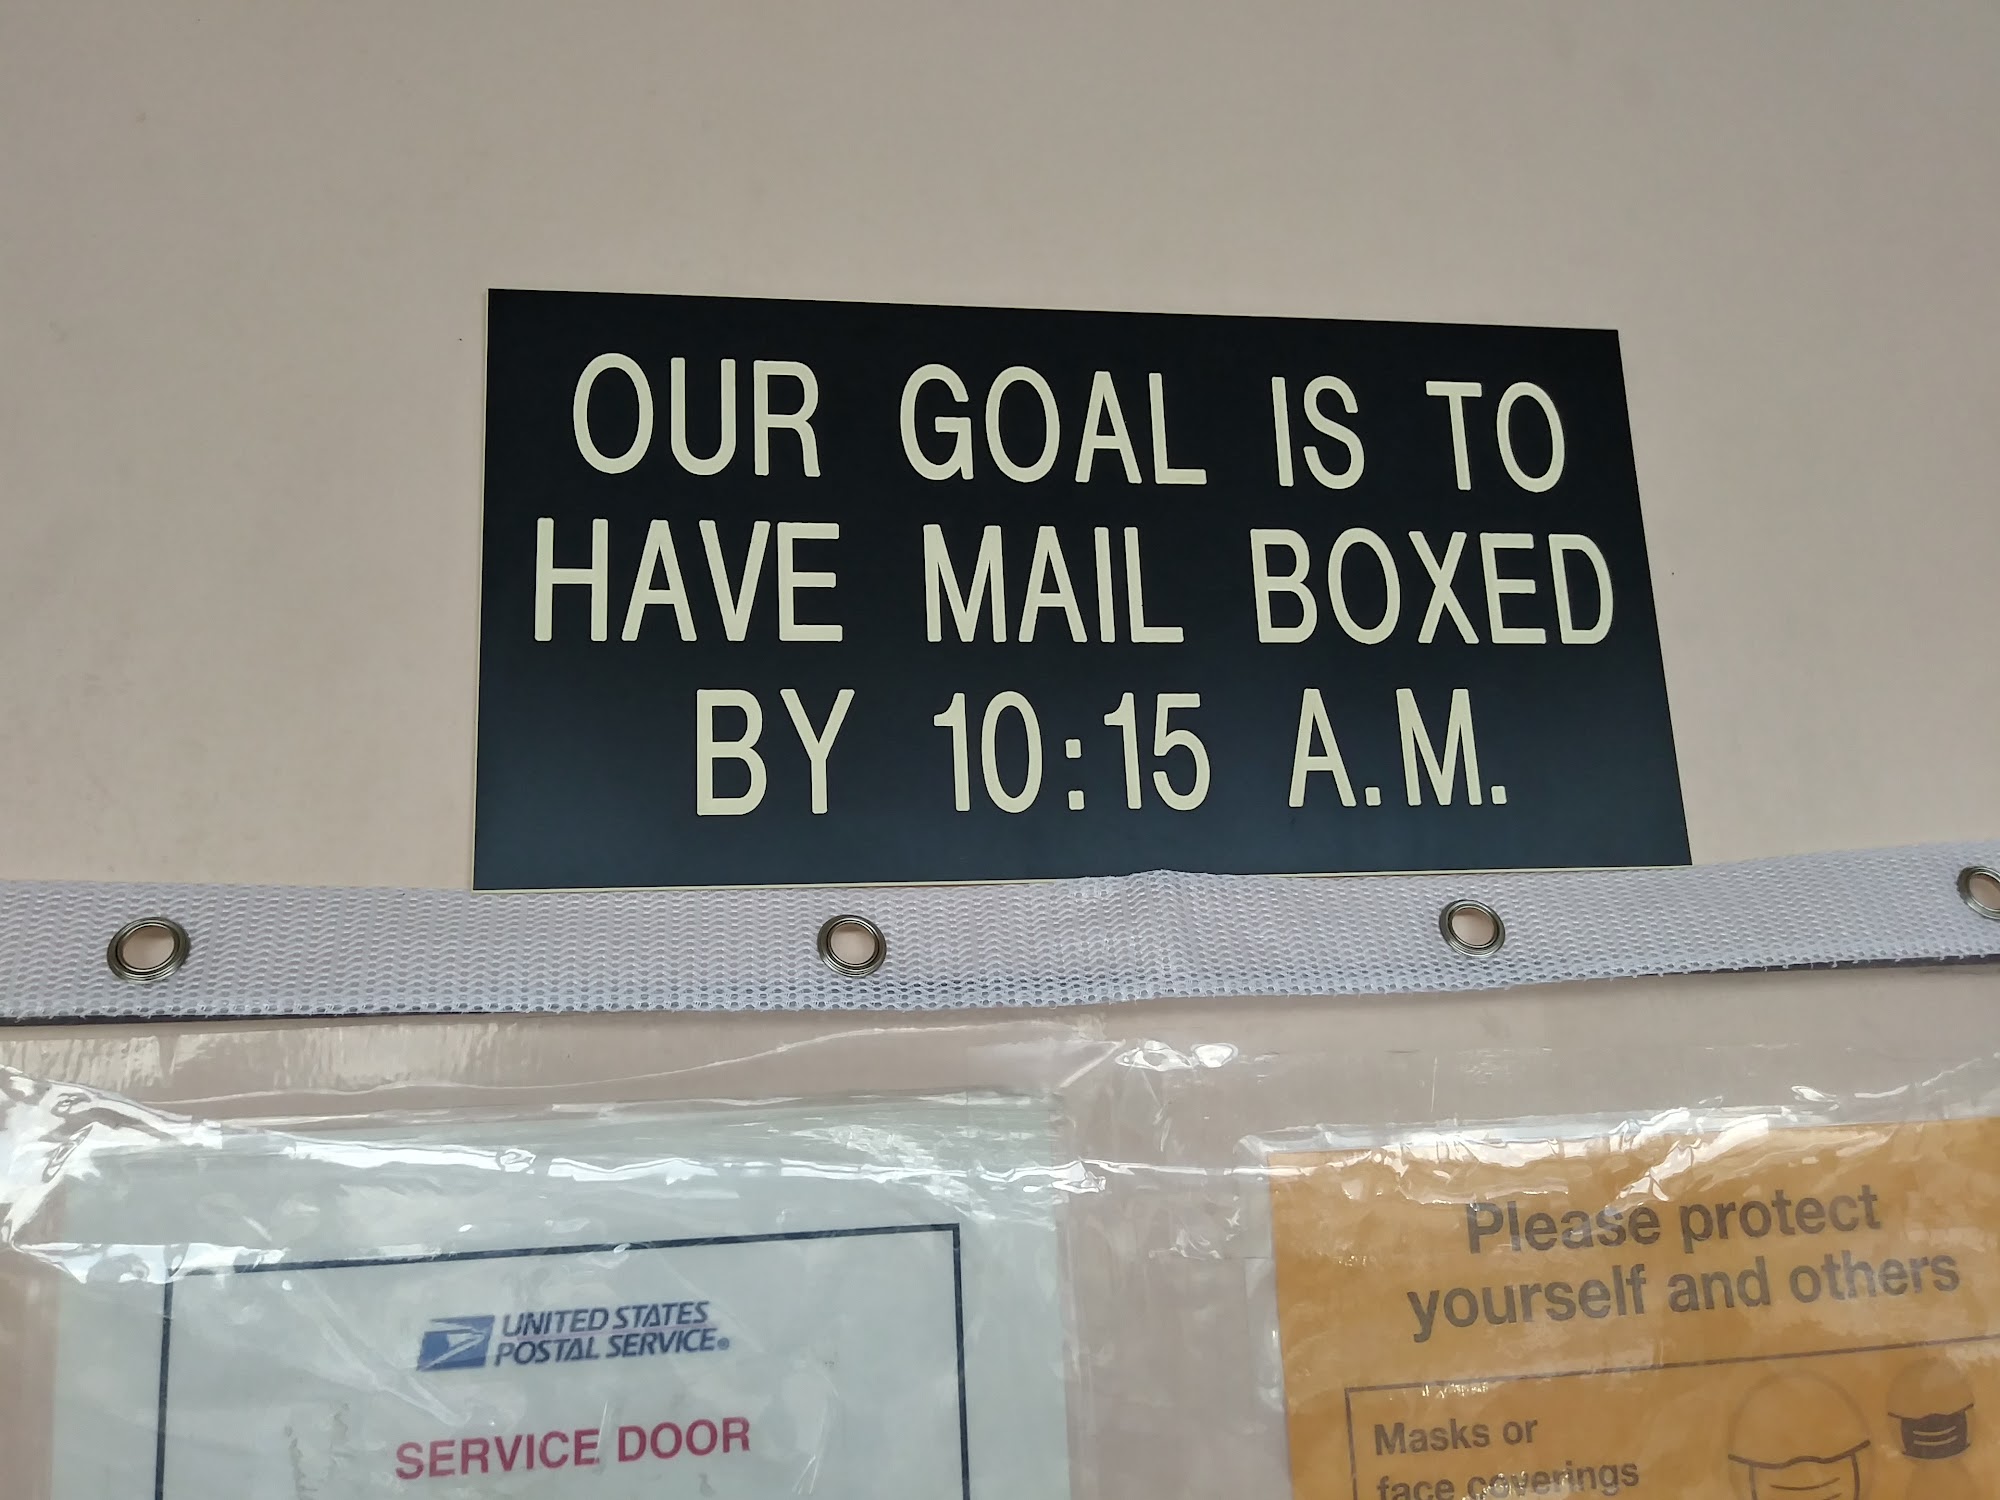 OUR GOAL IS TO
HAVE MAIL BOXED
BY 10:15 A.M.
UNITED STATES
POSTAL SERVICE®
SERVICE DOOR
Please protect
yourself and others
Masks or
face coverings